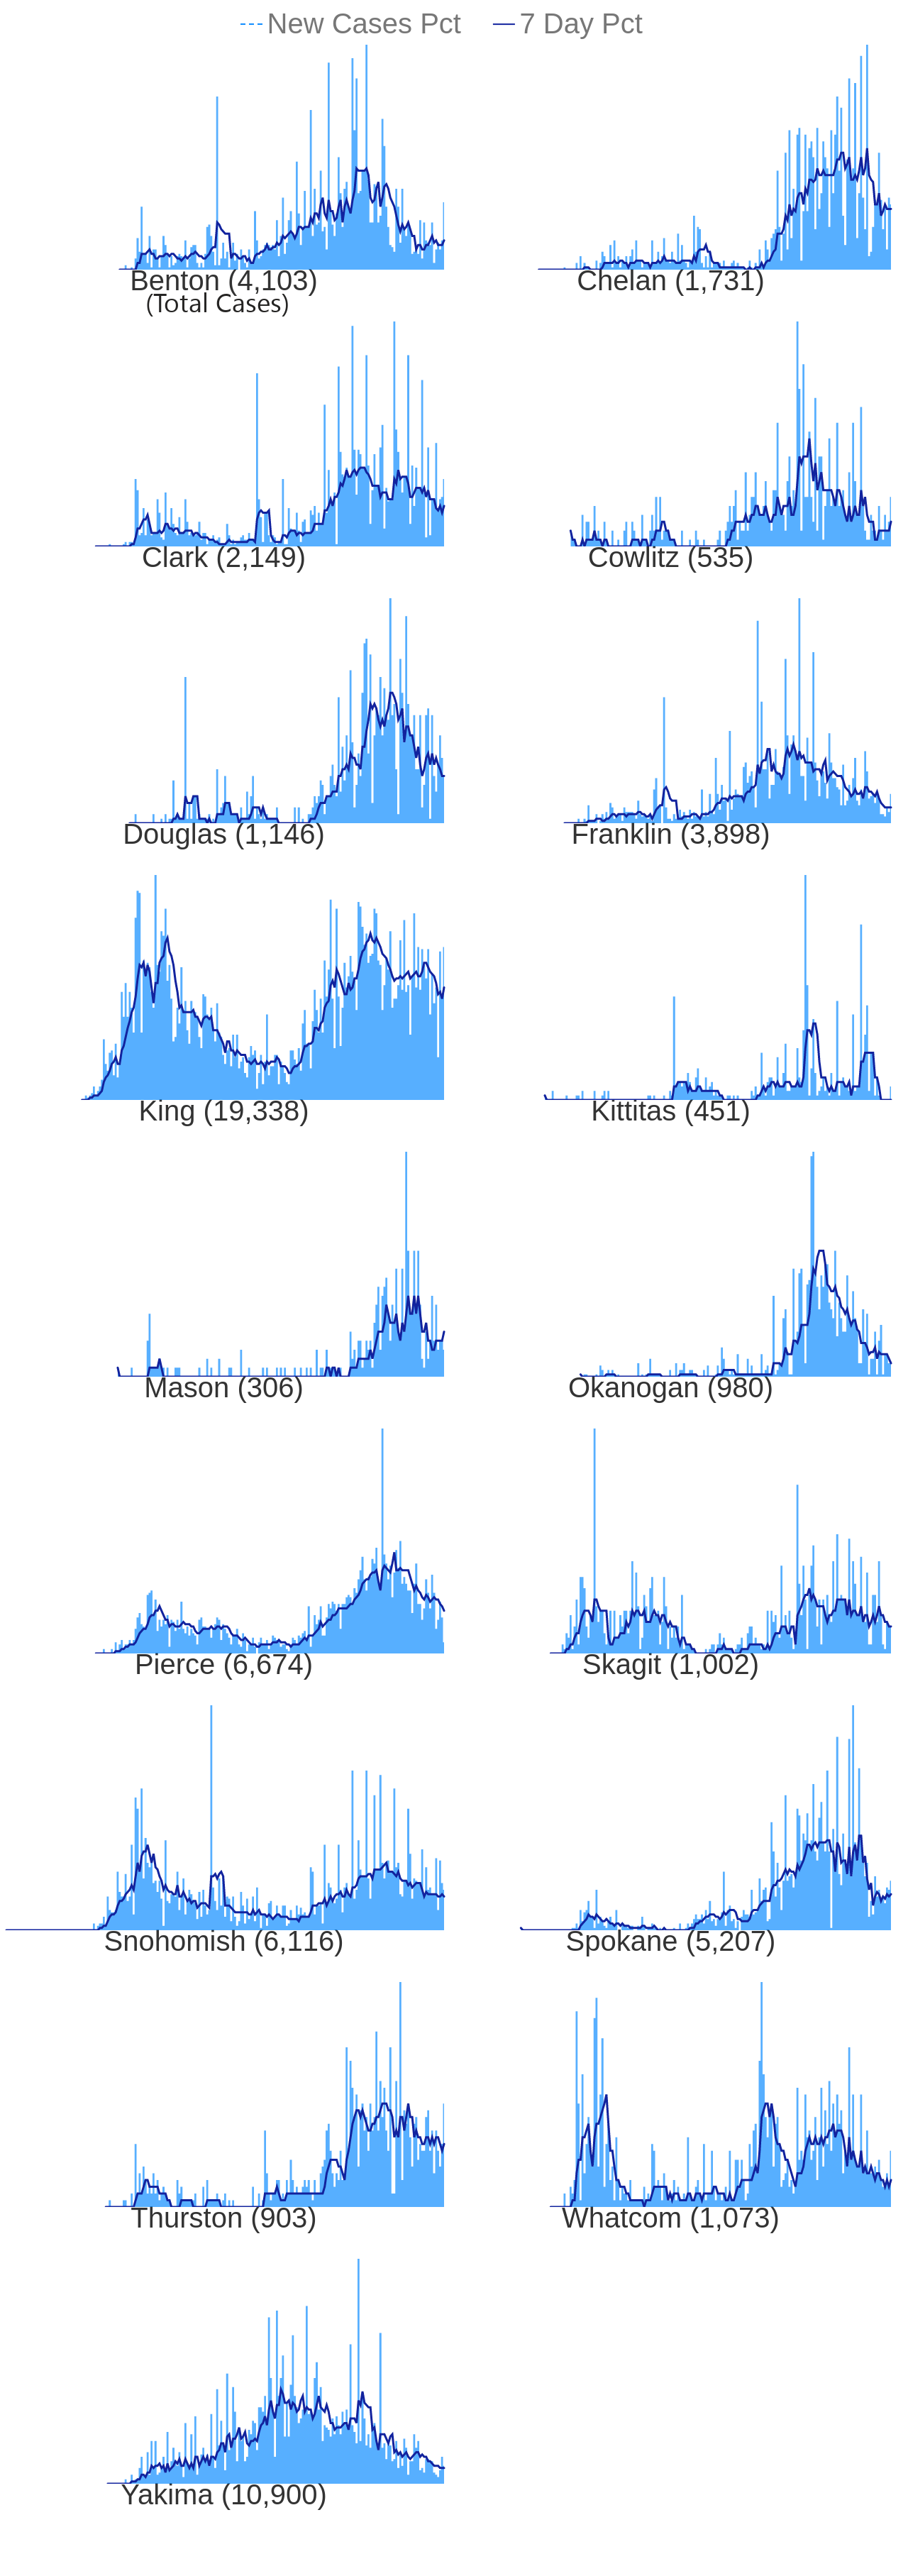 New Cases Pct 7 Day Pct
Benton (4,103) Chelan (1,731)
(Total Cases)
Clark (2,149) Cowlitz (535)
Douglas (1,146) Franklin (3,898)
King (19,338) Kittitas (451)
Mason (306) Okanogan (980)
Pierce (6,674) Skagit (1,002)
Snohomish (6,116) Spokane (5,207)
Thurston (903) Whatcom (1,073)
Yakima (10,900)